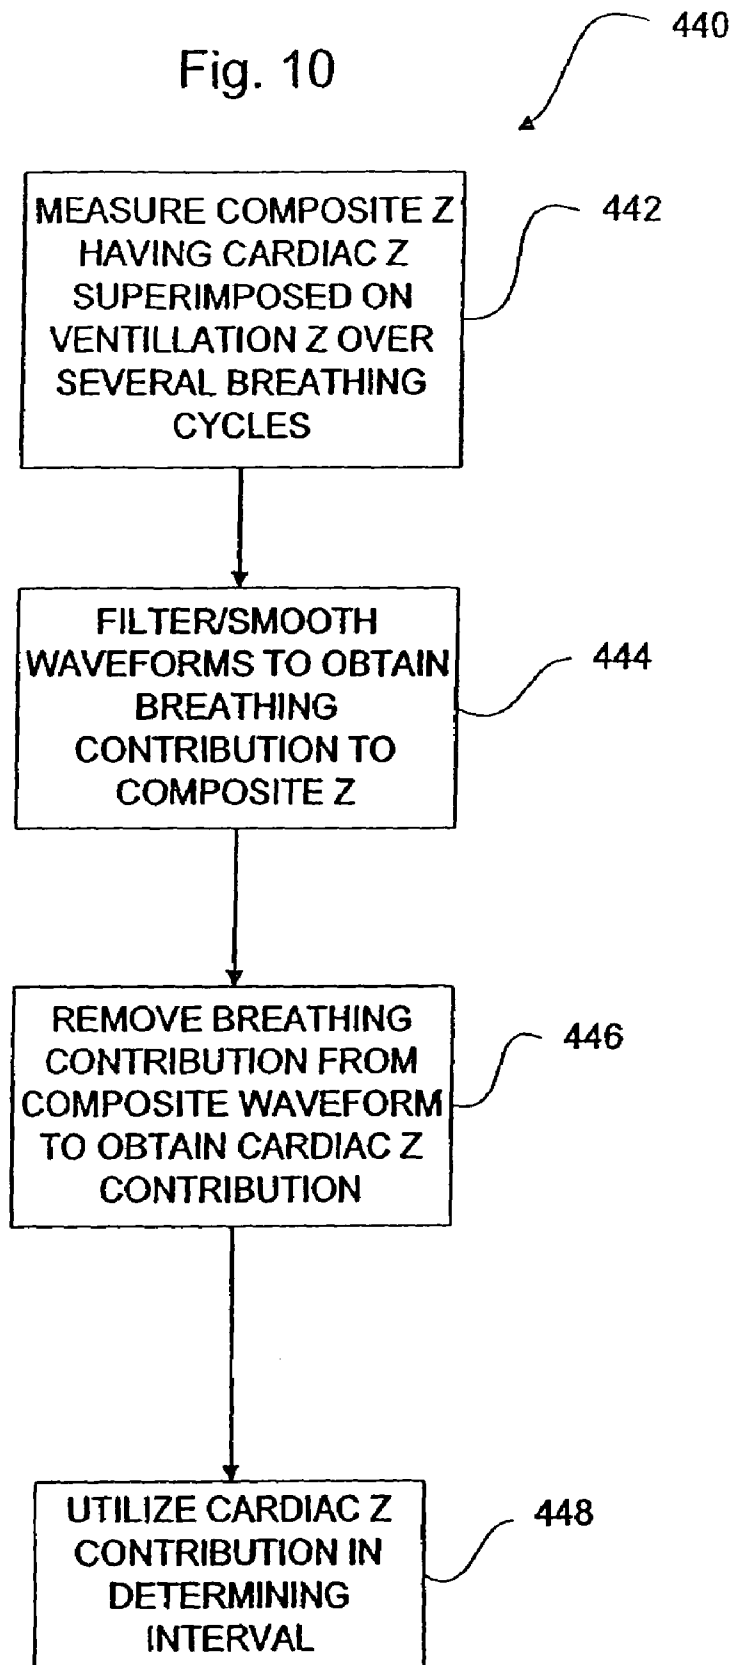 440
Fig. 10
MEASURE COMPOSITE Z
HAVING CARDIAC Z
SUPERIMPOSED ON
VENTILLATION Z OVER
SEVERAL BREATHING
CYCLES
442
FILTER/SMOOTH
WAVEFORMS TO OBTAIN
BREATHING
CONTRIBUTION TO
COMPOSITE Z
444
REMOVE BREATHING
CONTRIBUTION FROM
COMPOSITE WAVEFORM
TO OBTAIN CARDIAC Z
CONTRIBUTION
446
UTILIZE CARDIAC Z
CONTRIBUTION IN
DETERMINING
INTERVAL
448